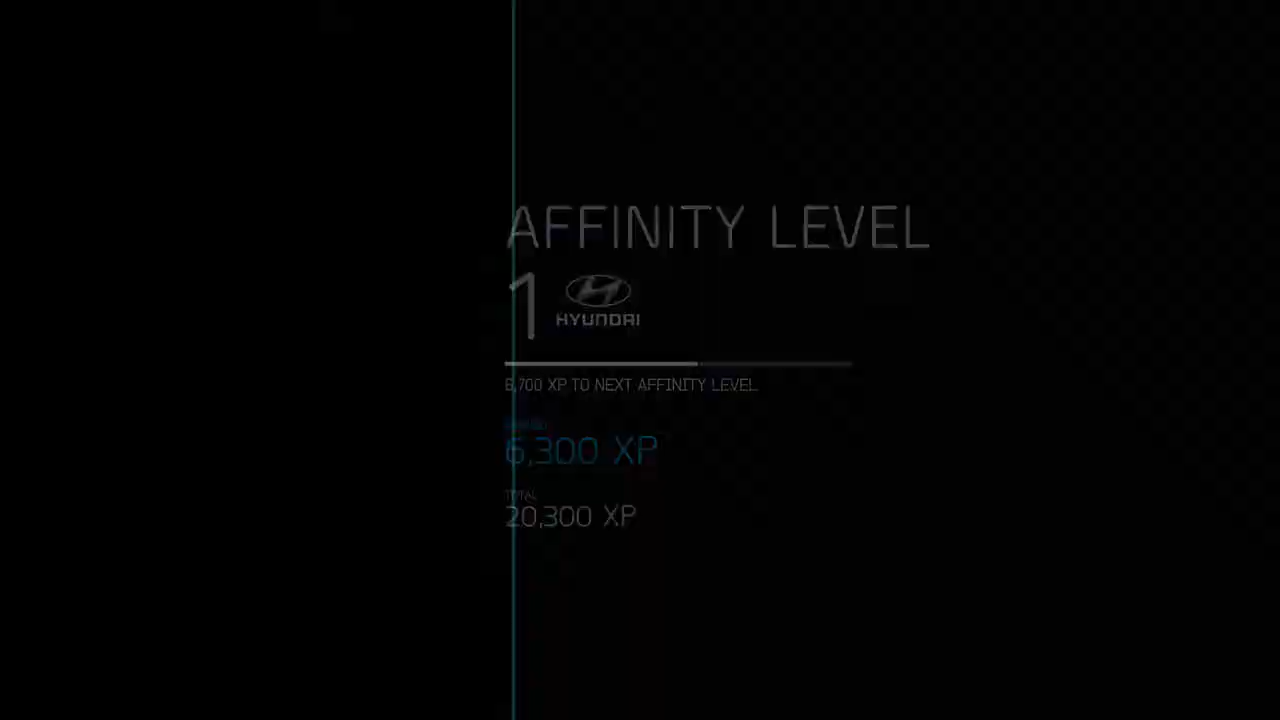 AFFINITY LEVEL
1 HYUNDAI
6,700 XP TO NEXT AFFINITY LEVEL
6,300 XP
TOTAL
20,300 XP